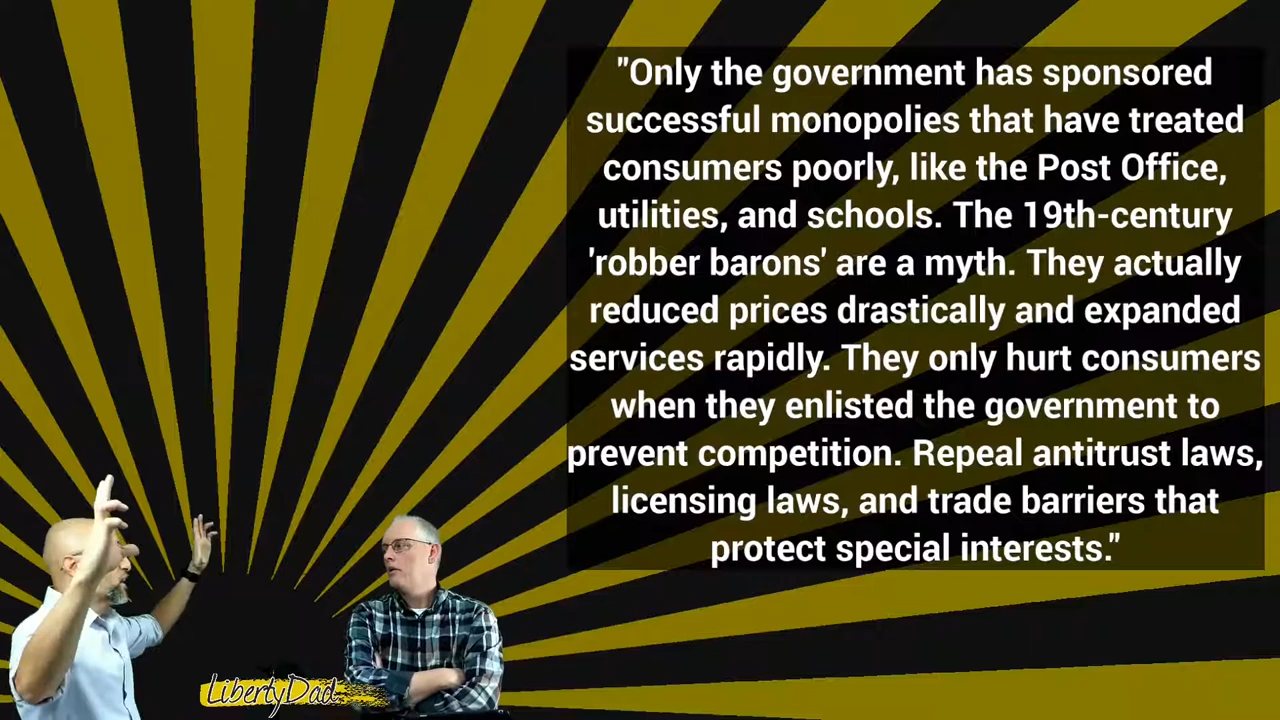 "Only the government has sponsored
successful monopolies that have treated
consumers poorly, like the Post Office,
utilities, and schools. The 19th-century
'robber barons' are a myth. They actually
reduced prices drastically and expanded
services rapidly. They only hurt consumers
when they enlisted the government to
prevent competition. Repeal antitrust laws,
licensing laws, and trade barriers that
protect special interests."
LibertyDad